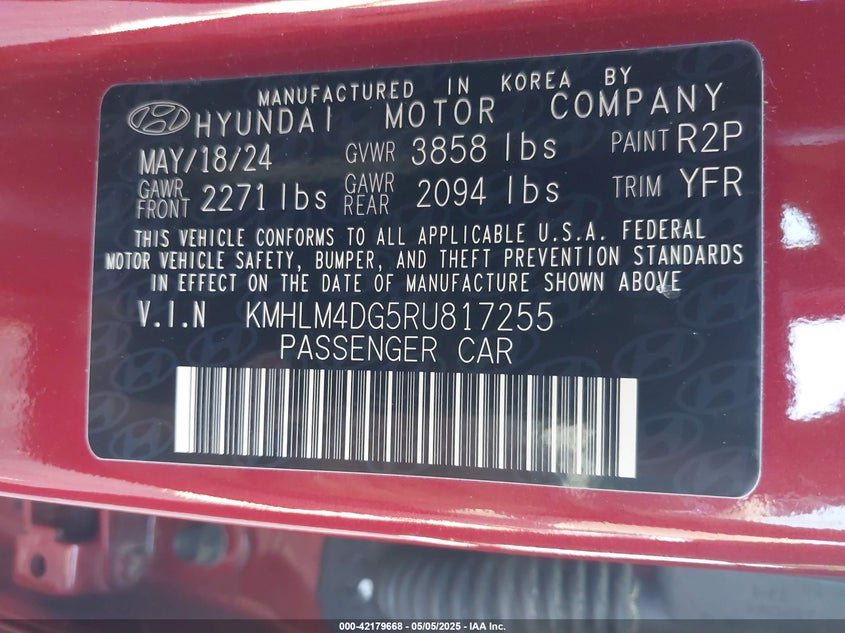 MANUFACTURED IN KOREA BY
HYUNDAI MOTOR COMPANY
MAY/18/24 GVWR 3858 lbs PAINT R2P
GAWR FRONT 2271 lbs GAWR REAR 2094 lbs TRIM YFR
THIS VEHICLE CONFORMS TO ALL APPLICABLE U.S.A. FEDERAL
MOTOR VEHICLE SAFETY, BUMPER, AND THEFT PREVENTION STANDARDS
IN EFFECT ON THE DATE OF MANUFACTURE SHOWN ABOVE
V.I.N KMHLM4DG5RU817255
PASSENGER CAR
000-42179668 - 05/05/2025 - IAA Inc.